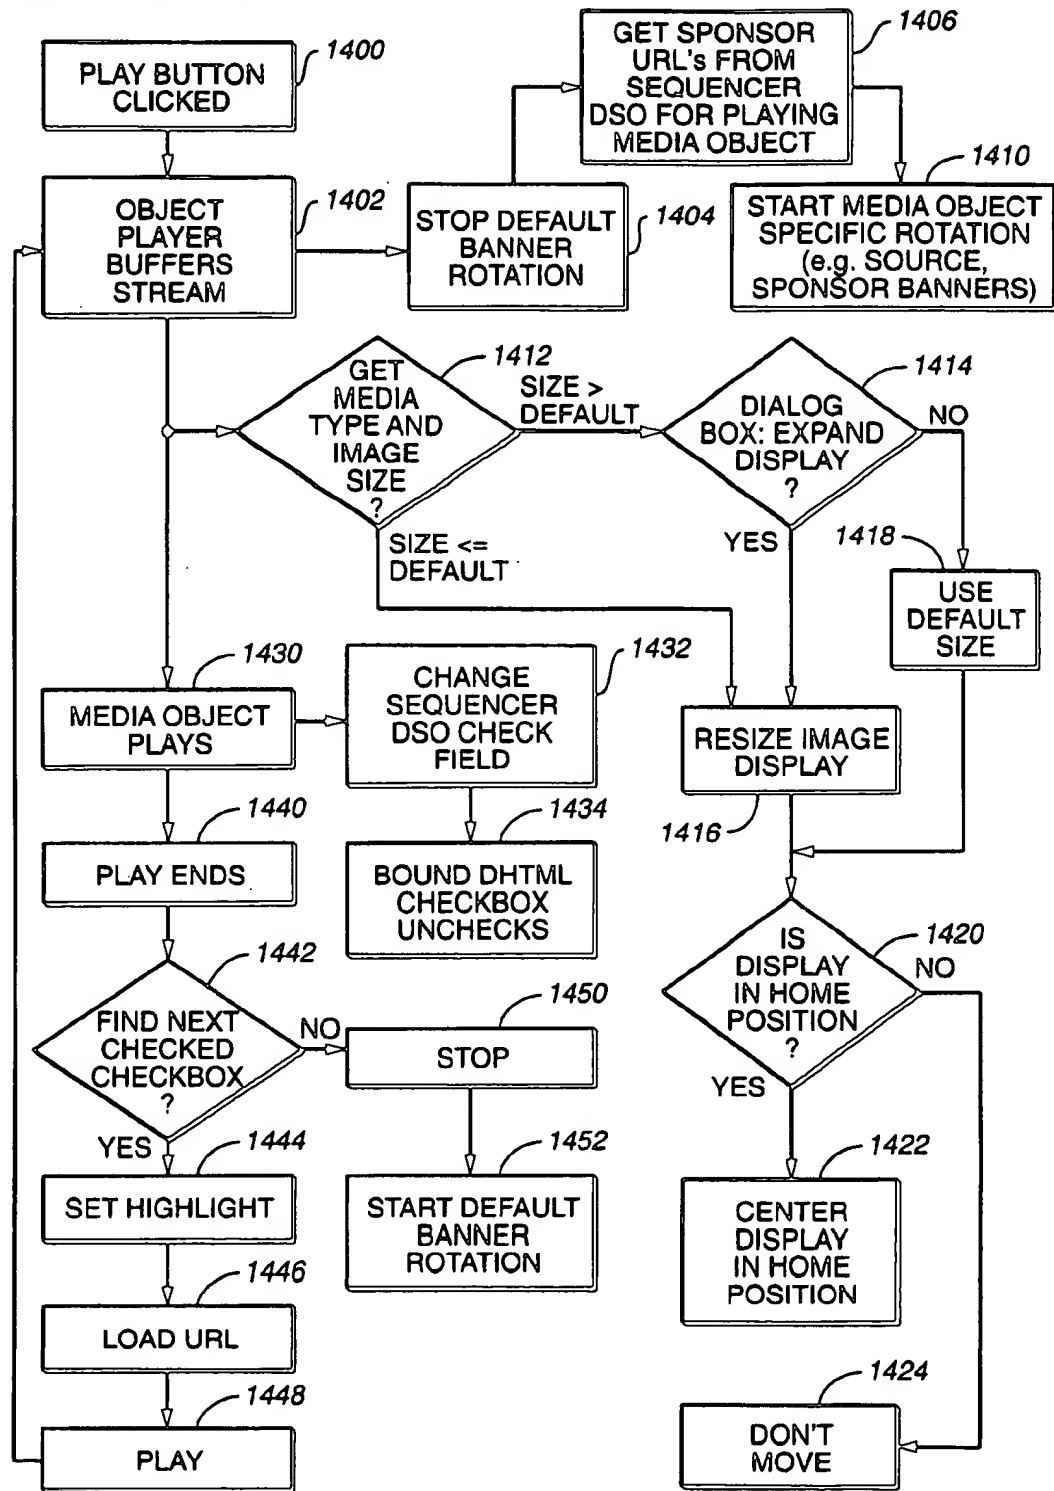 PLAY BUTTON
CLICKED
1400
OBJECT
PLAYER
BUFFERS
STREAM
1402
STOP DEFAULT
BANNER
ROTATION
1404
GET SPONSOR
URL's FROM
SEQUENCER
DSO FOR PLAYING
MEDIA OBJECT
1406
1410
START MEDIA OBJECT
SPECIFIC ROTATION
(e.g. SOURCE,
SPONSOR BANNERS)
1412
GET
MEDIA
TYPE AND
IMAGE
SIZE
?
SIZE >
DEFAULT
SIZE <=
DEFAULT
1414
DIALOG
BOX: EXPAND
DISPLAY
?
NO
YES
1418
USE
DEFAULT
SIZE
RESIZE IMAGE
DISPLAY
1416
1420
IS
DISPLAY
IN HOME
POSITION
?
NO
YES
1422
CENTER
DISPLAY
IN HOME
POSITION
1424
DON'T
MOVE
1430
MEDIA OBJECT
PLAYS
1432
CHANGE
SEQUENCER
DSO CHECK
FIELD
1434
BOUND DHTML
CHECKBOX
UNCHECKS
1440
PLAY ENDS
1442
FIND NEXT
CHECKED
CHECKBOX
?
NO
YES
1450
STOP
1452
START DEFAULT
BANNER
ROTATION
1444
SET HIGHLIGHT
1446
LOAD URL
1448
PLAY